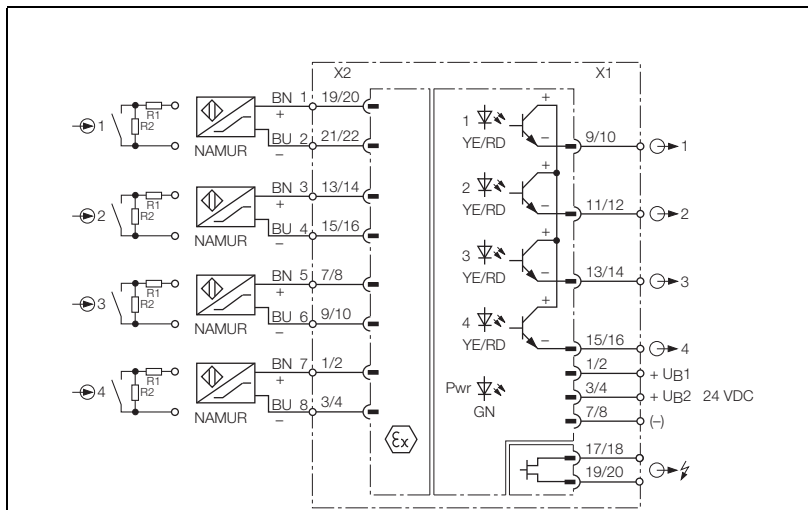 X2 X1
BN 1 19/20
+
R1
R2
1
BU 2 21/22
–
NAMUR
1
YE/RD
+
–
9/10
1
BN 3 13/14
+
R1
R2
2
BU 4 15/16
–
NAMUR
2
YE/RD
+
–
11/12
2
BN 5 7/8
+
R1
R2
3
BU 6 9/10
–
NAMUR
3
YE/RD
+
–
13/14
3
BN 7 1/2
+
R1
R2
4
BU 8 3/4
–
NAMUR
4
YE/RD
+
–
15/16
4
1/2 + UB1
Pwr
GN
3/4 + UB2 24 VDC
7/8 (–)
Ex
17/18
19/20